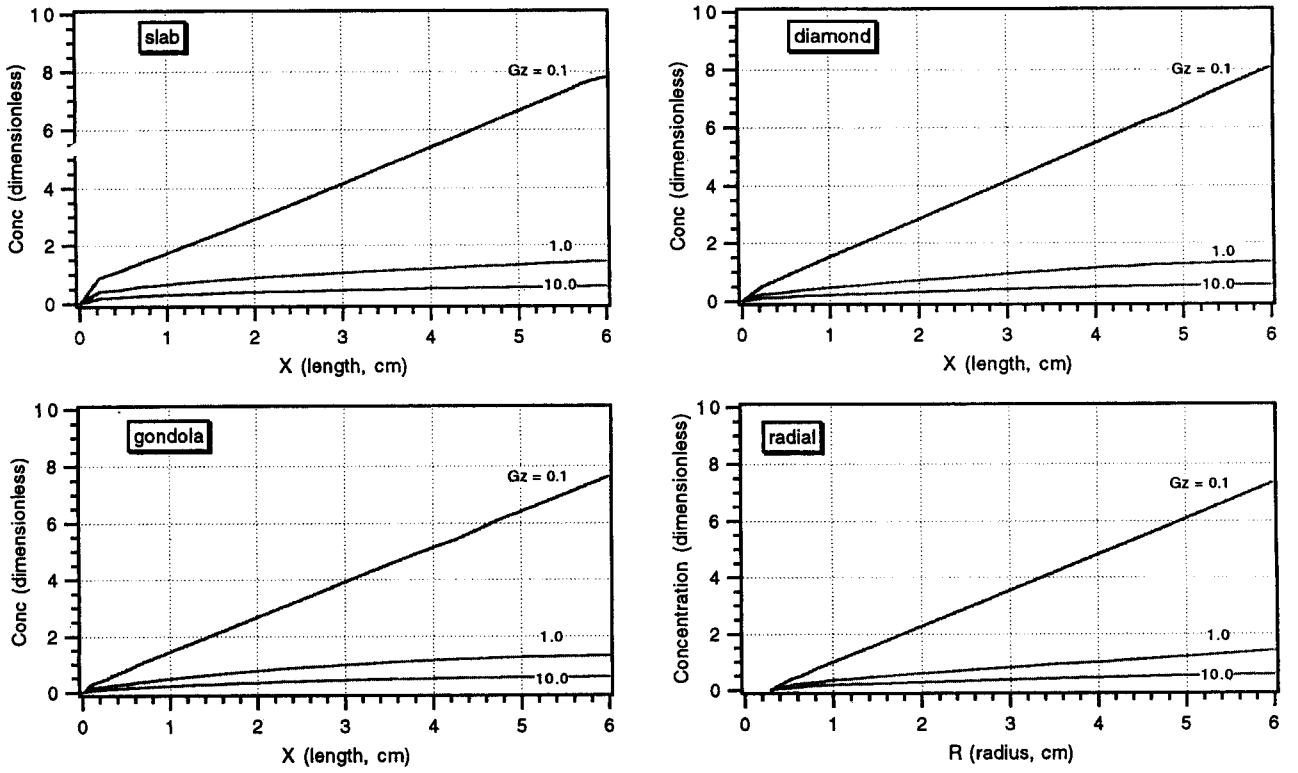 slab
Conc (dimensionless)
10
8
6
4
2
0
Gz = 0.1
1.0
10.0
0 1 2 3 4 5 6
X (length, cm)
diamond
Conc (dimensionless)
10
8
6
4
2
0
Gz = 0.1
1.0
10.0
0 1 2 3 4 5 6
X (length, cm)
gondola
Conc (dimensionless)
10
8
6
4
2
0
Gz = 0.1
1.0
10.0
0 1 2 3 4 5 6
X (length, cm)
radial
Concentration (dimensionless)
10
8
6
4
2
0
Gz = 0.1
1.0
10.0
0 1 2 3 4 5 6
R (radius, cm)